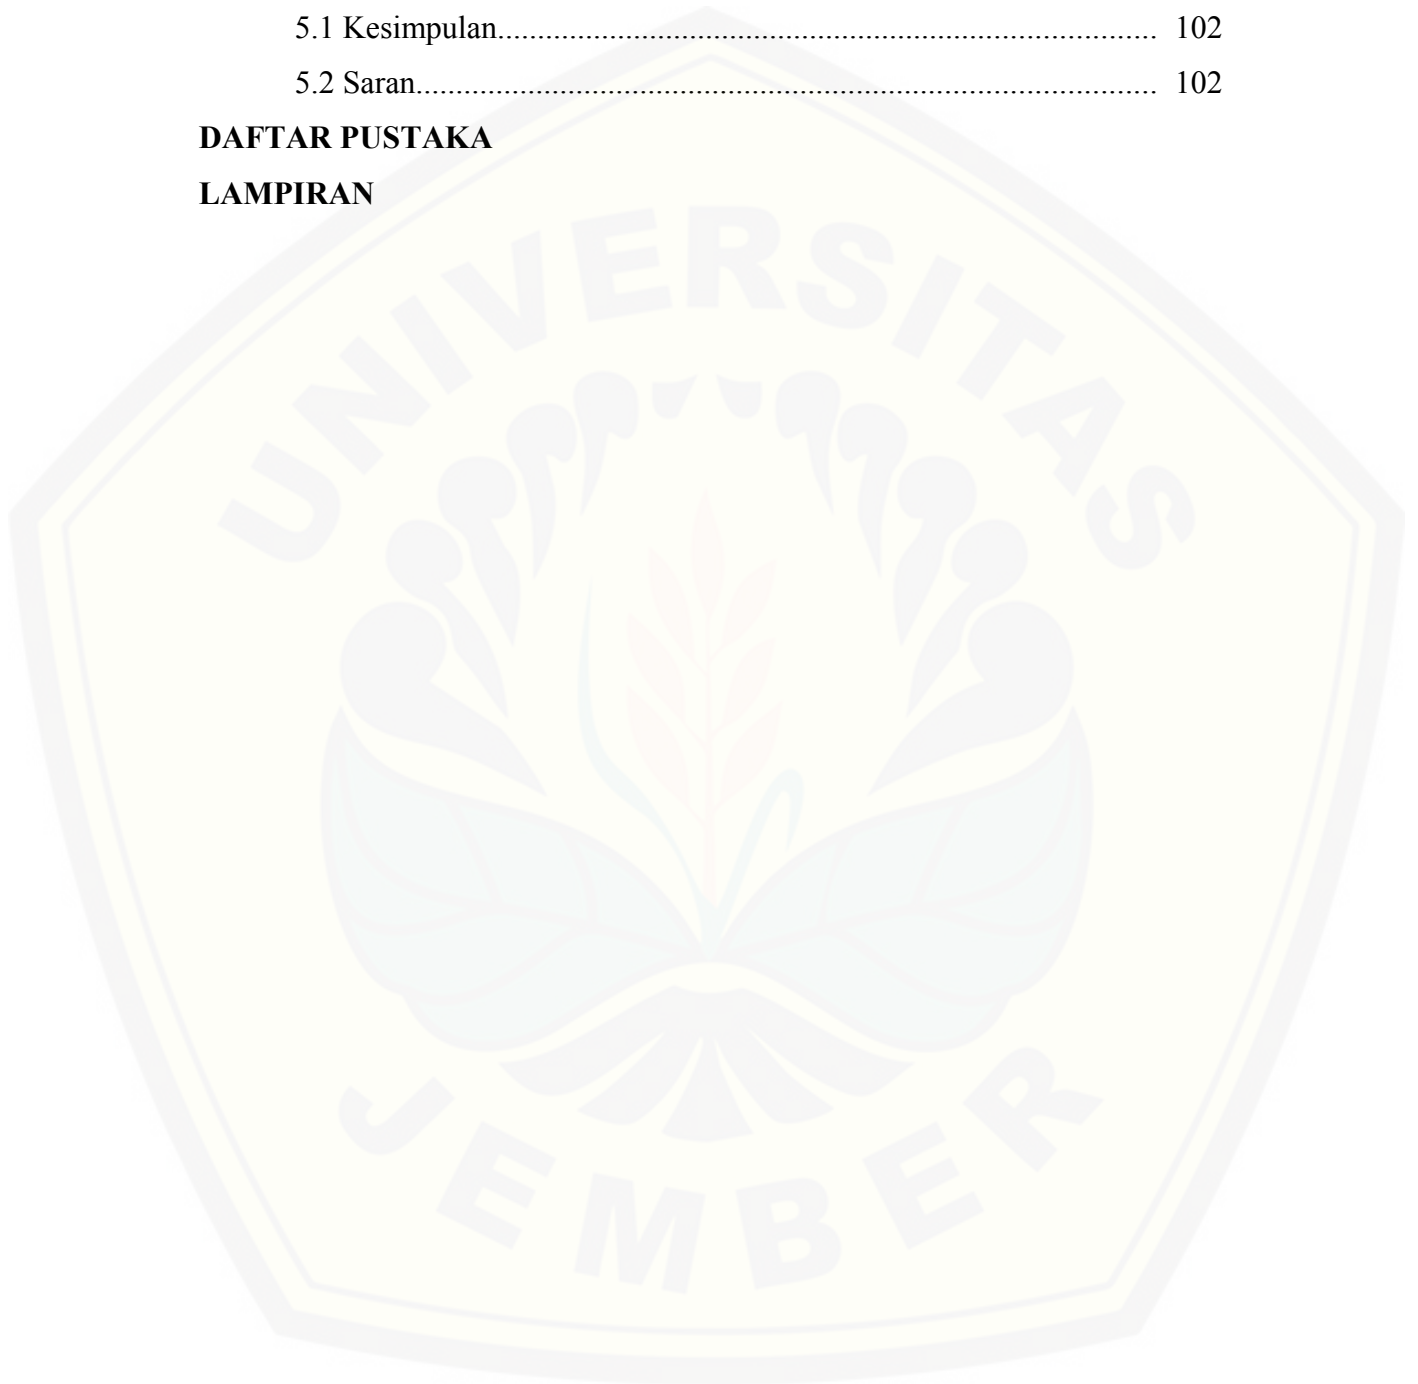 5.1 Kesimpulan.................................................................................. 102
5.2 Saran............................................................................................ 102
DAFTAR PUSTAKA
LAMPIRAN
UNIVERSITAS
JEMBER